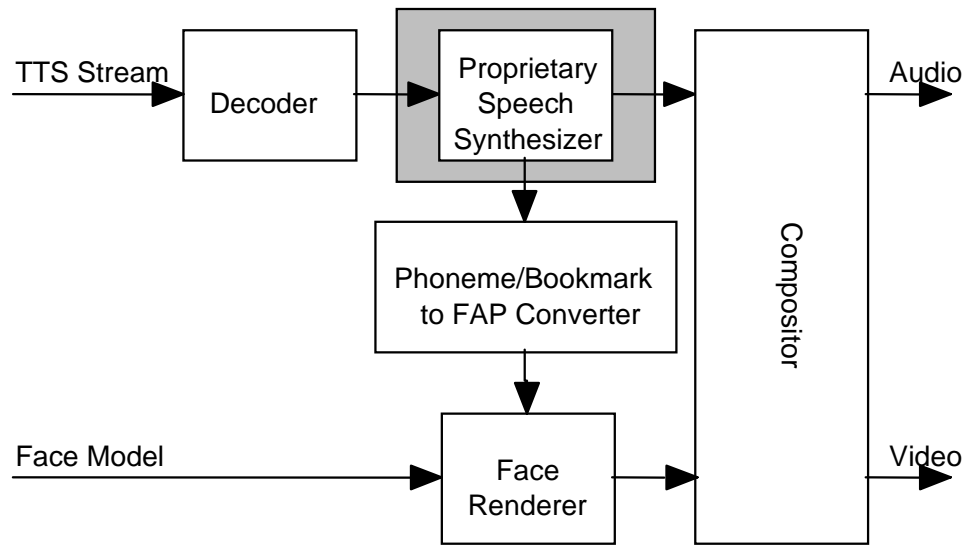 TTS Stream
Decoder
Proprietary
Speech
Synthesizer
Audio
Phoneme/Bookmark
to FAP Converter
Compositor
Face Model
Face
Renderer
Video